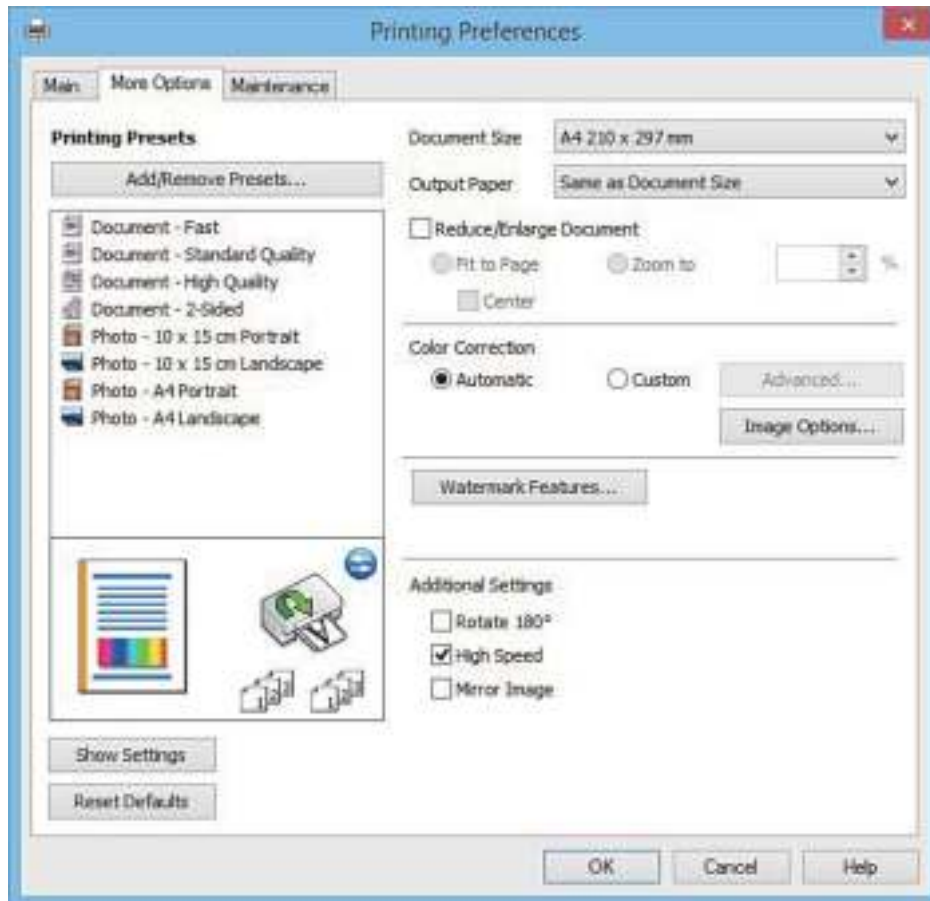 Printing Preferences
Main
More Options
Maintenance
Printing Presets
Add/Remove Presets...
Document - Fast
Document - Standard Quality
Document - High Quality
Document - 2-Sided
Photo - 10 x 15 cm Portrait
Photo - 10 x 15 cm Landscape
Photo - A4 Portrait
Photo - A4 Landscape
Show Settings
Reset Defaults
Document Size
A4 210 x 297 mm
Output Paper
Same as Document Size
Reduce/Enlarge Document
Fit to Page
Zoom to
%
Center
Color Correction
Automatic
Custom
Advanced...
Image Options...
Watermark Features...
Additional Settings
Rotate 180°
High Speed
Mirror Image
OK
Cancel
Help